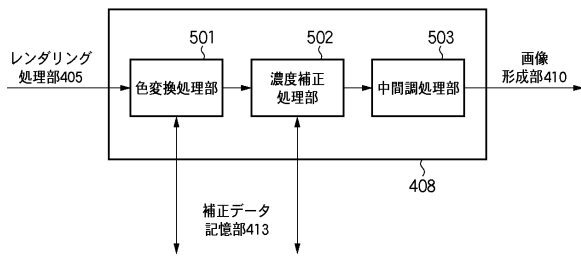 501
502
503
レンダリング
処理部405
色変換処理部
濃度補正
処理部
中間調処理部
画像
形成部410
408
補正データ
記憶部413